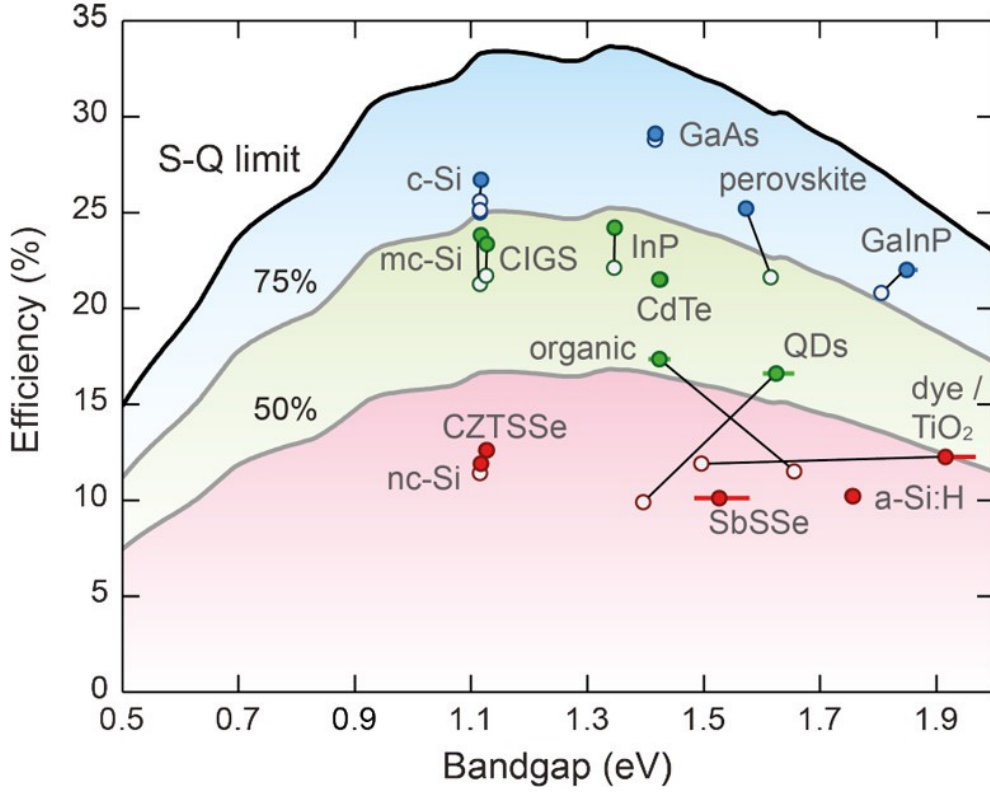 35
30
25
20
15
10
5
0
Efficiency (%)
S-Q limit
75%
50%
c-Si
mc-Si
CIGS
InP
GaAs
CdTe
perovskite
GaInP
organic
QDs
dye /
TiO₂
CZTSSe
nc-Si
SbSSe
a-Si:H
0.5 0.7 0.9 1.1 1.3 1.5 1.7 1.9
Bandgap (eV)